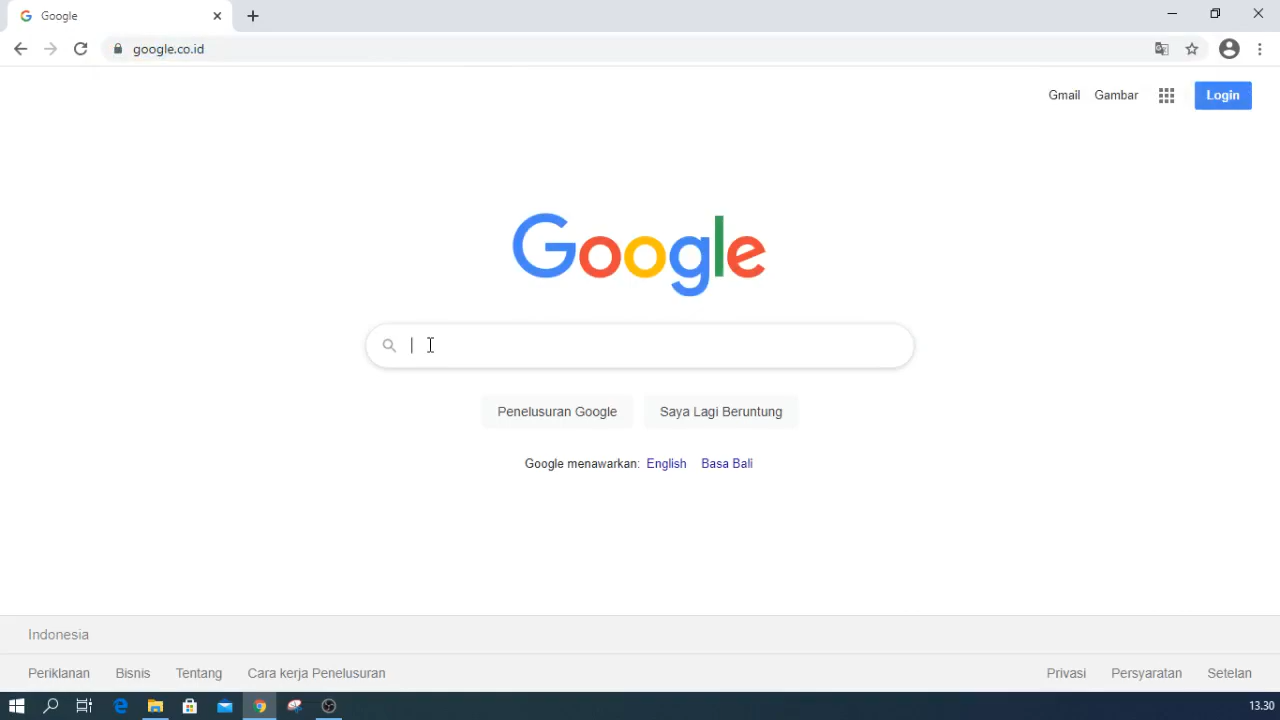 Google
google.co.id
Gmail Gambar Login
Google
Penelusuran Google Saya Lagi Beruntung
Google menawarkan: English Basa Bali
Indonesia
Periklanan Bisnis Tentang Cara kerja Penelusuran Privasi Persyaratan Setelan
13.30